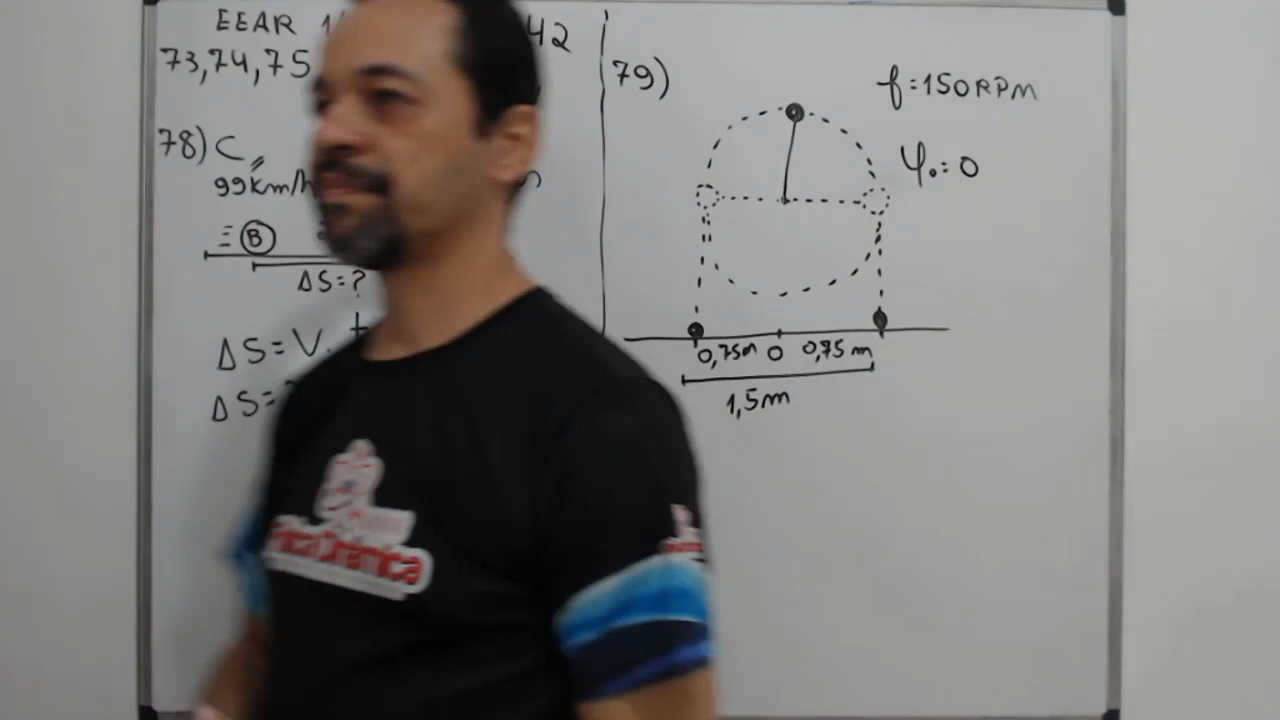 EEAR
42
73,74,75
78) C
99km/h
B
ΔS=?
ΔS=V.t
ΔS=
79)
f=150RPM
φ₀=0
0,75m 0 0,75m
1,5m
FísicaDinâmica